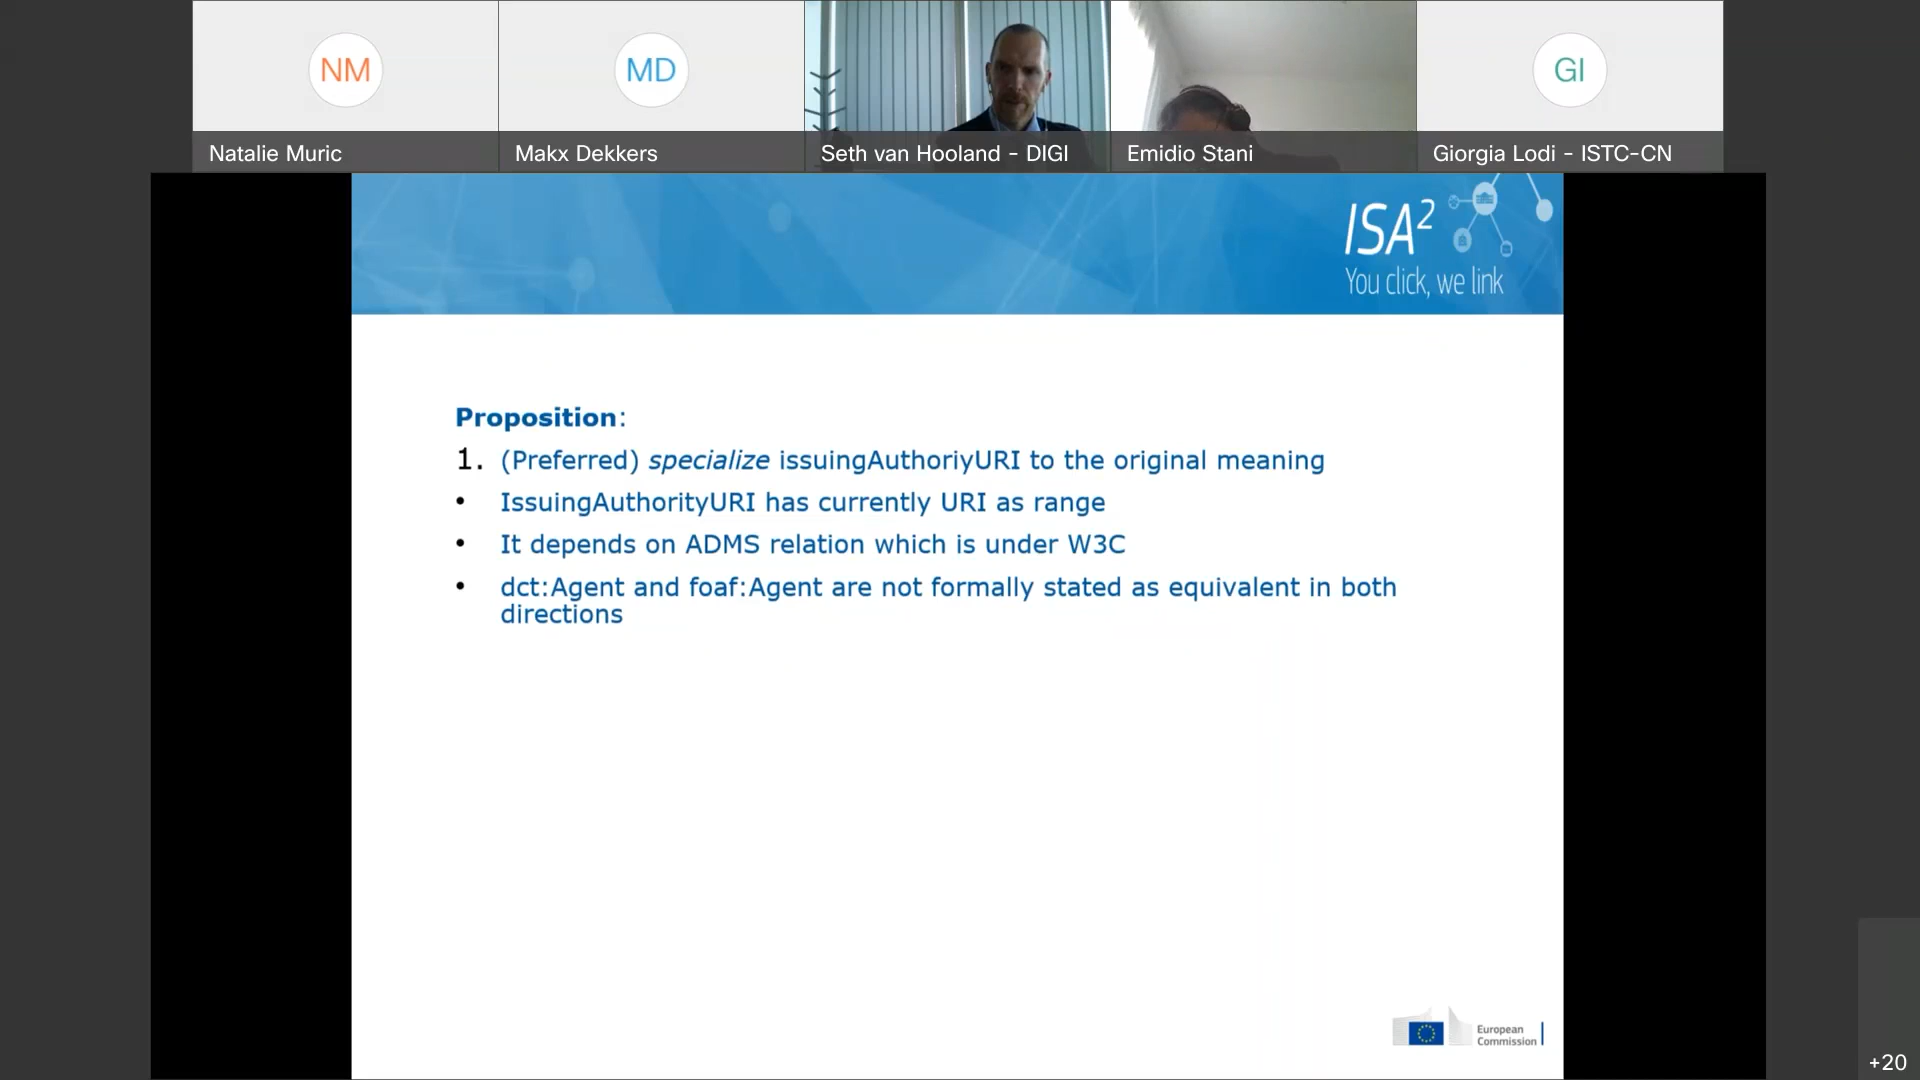 NM
MD
GI
Natalie Muric
Makx Dekkers
Seth van Hooland - DIGI
Emidio Stani
Giorgia Lodi - ISTC-CN
ISA²
You click, we link
Proposition:
1. (Preferred) specialize issuingAuthoriyURI to the original meaning
• IssuingAuthorityURI has currently URI as range
• It depends on ADMS relation which is under W3C
• dct:Agent and foaf:Agent are not formally stated as equivalent in both
directions
European
Commission
+20